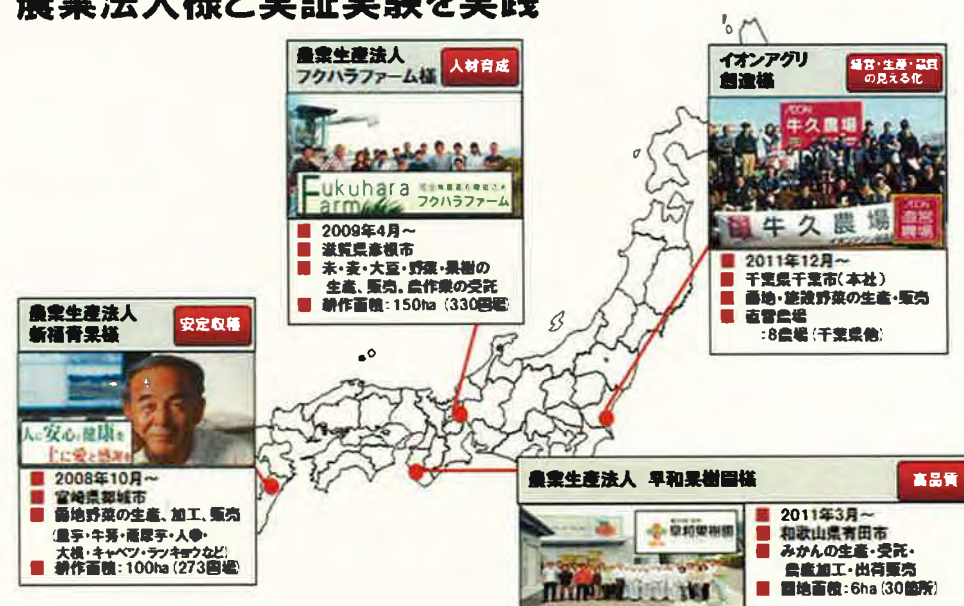 農業法人様と実証実験を実践
農業生産法人
フクハラファーム様
人材育成
Fukuhara
Farm
フクハラファーム
2009年4月～
滋賀県彦根市
米・麦・大豆・野菜・果樹の
生産、販売。農作業の受託
耕作面積：150ha（330圃場）
イオンアグリ
創造様
経営・生産・品質
の見える化
AEON
牛久農場
牛久農場
AEON
直営
農場
2011年12月～
千葉県千葉市（本社）
露地・施設野菜の生産・販売
直営農場
：8農場（千葉県他）
農業生産法人
新福青果様
安定収穫
人に安心と健康を
土に愛と感謝を
2008年10月～
宮崎県都城市
露地野菜の生産、加工、販売
（里芋・牛蒡・薩摩芋・人参・
大根・キャベツ・ランキョウなど）
耕作面積：100ha（273圃場）
農業生産法人　早和果樹園様
高品質
早和果樹園
2011年3月～
和歌山県有田市
みかんの生産・受託・
農産加工・出荷販売
園地面積：6ha（30箇所）